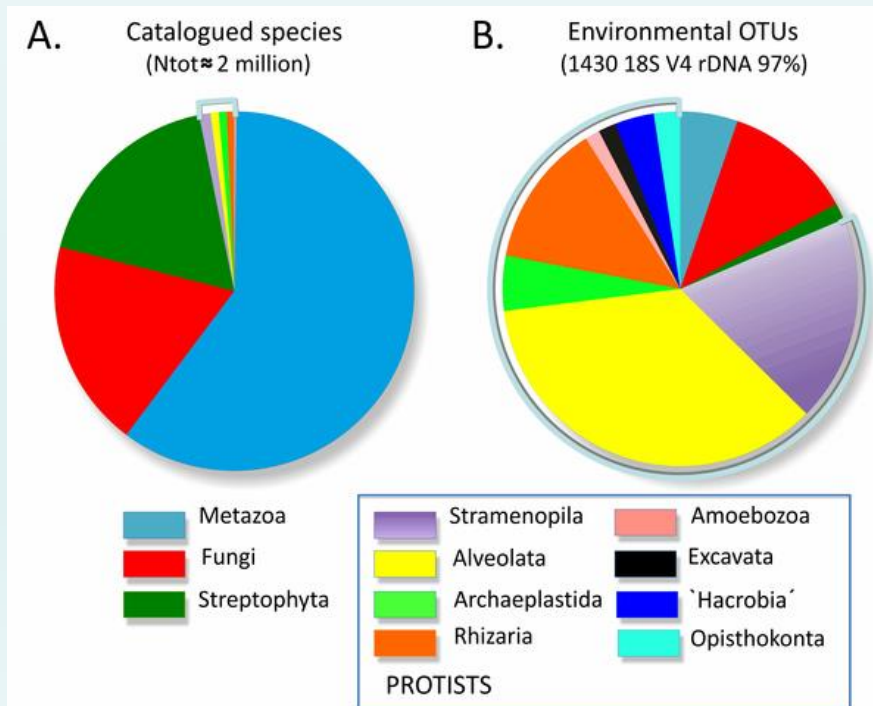 A. Catalogued species
(Ntot≈ 2 million)
B. Environmental OTUs
(1430 18S V4 rDNA 97%)
Metazoa
Fungi
Streptophyta
Stramenopila
Alveolata
Archaeplastida
Rhizaria
Amoebozoa
Excavata
`Hacrobia´
Opisthokonta
PROTISTS